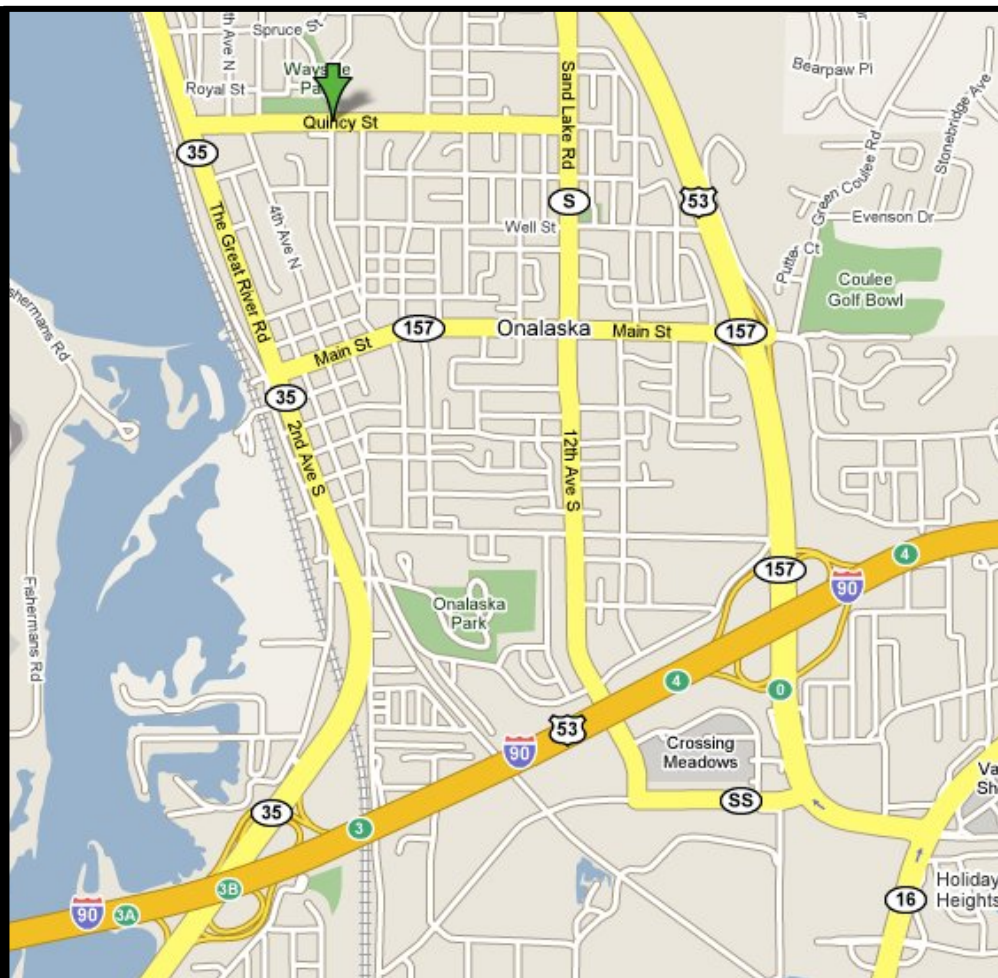 Spruce St
4th Ave N
Royal St
Quincy St
35
Sand Lake Rd
S
53
Bearpaw Pl
Stonebridge Ave
Green Coulee Rd
Evenson Dr
Putter Ct
Coulee
Golf Bowl
The Great River Rd
4th Ave N
Well St
Fishermans Rd
157
Onalaska
Main St
157
Main St
35
2nd Ave S
12th Ave S
157
4
90
Fishermans Rd
Onalaska
Park
4
0
53
90
Crossing
Meadows
SS
35
3
3B
3A
90
16
Holiday
Heights